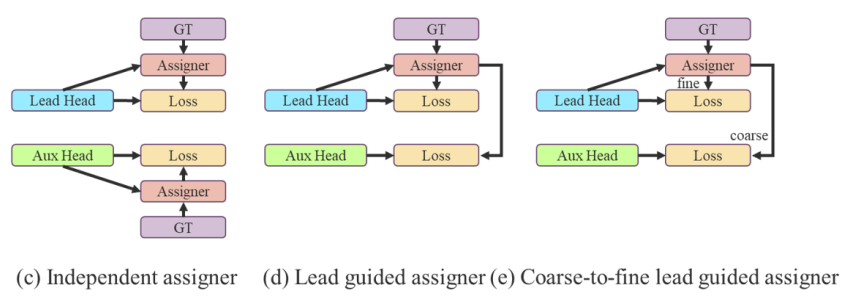 GT
Assigner
Lead Head
Loss
Aux Head
Loss
Assigner
GT
(c) Independent assigner
GT
Assigner
Lead Head
Loss
Aux Head
Loss
(d) Lead guided assigner
GT
Assigner
fine
Lead Head
Loss
coarse
Aux Head
Loss
(e) Coarse-to-fine lead guided assigner